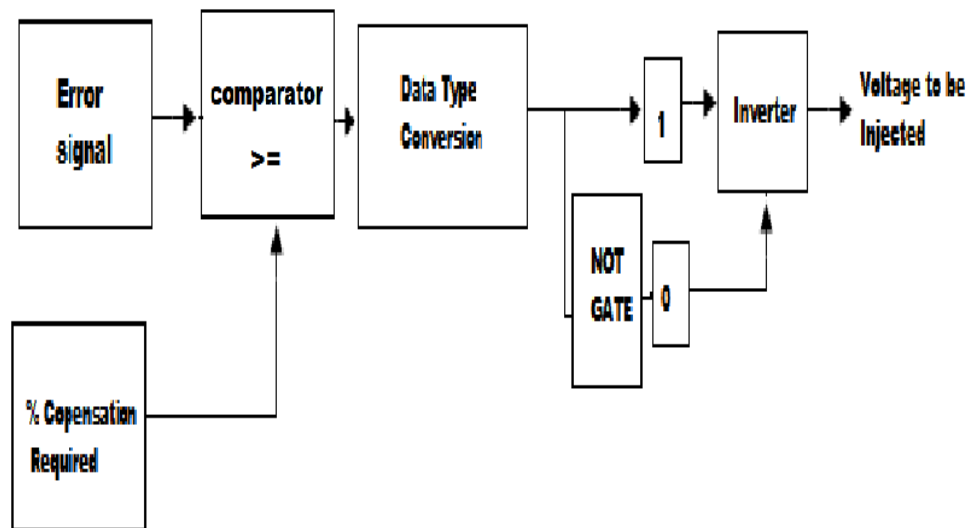 Error
signal
comparator
>=
Data Type
Conversion
1
Inverter
Voltage to be
Injected
NOT
GATE
0
% Copensation
Required